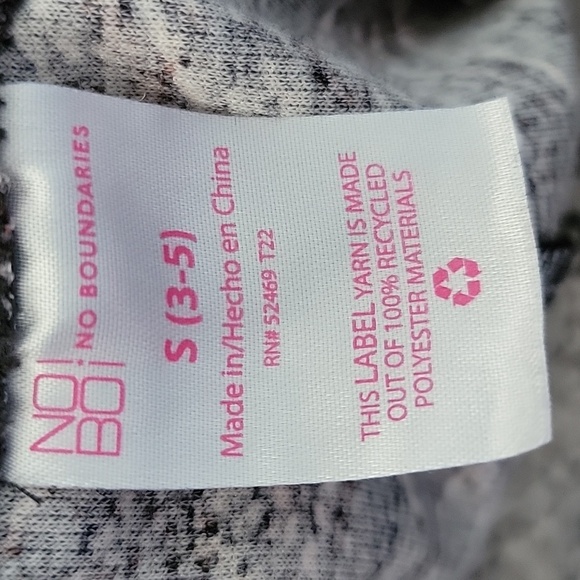 NO!
BO!
NO BOUNDARIES
S (3-5)
Made in/Hecho en China
RN# 52469 T22
THIS LABEL YARN IS MADE
OUT OF 100% RECYCLED
POLYESTER MATERIALS